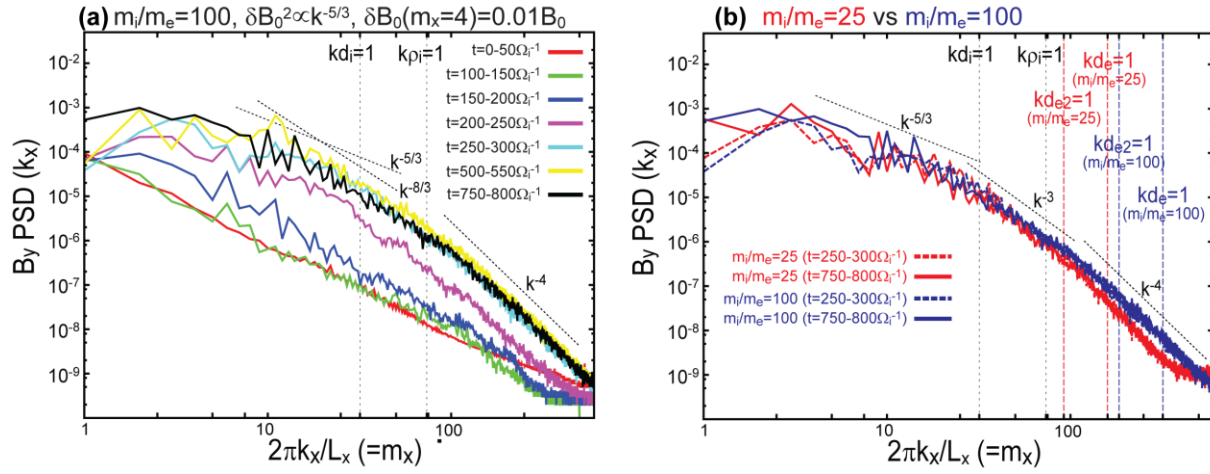 (a) mᵢ/mₑ=100, δB₀²∝k⁻⁵/³, δB₀(mₓ=4)=0.01B₀
kdᵢ=1 kρᵢ=1
t=0-50Ωᵢ⁻¹
t=100-150Ωᵢ⁻¹
t=150-200Ωᵢ⁻¹
t=200-250Ωᵢ⁻¹
t=250-300Ωᵢ⁻¹
t=500-550Ωᵢ⁻¹
t=750-800Ωᵢ⁻¹
k⁻⁵/³
k⁻⁸/³
k⁻⁴
10⁻²
10⁻³
10⁻⁴
10⁻⁵
10⁻⁶
10⁻⁷
10⁻⁸
10⁻⁹
Bᵧ PSD (kₓ)
1 10 100
2πkₓ/Lₓ (=mₓ)
(b) mᵢ/mₑ=25 vs mᵢ/mₑ=100
kdᵢ=1 kρᵢ=1
kdₑ=1
(mᵢ/mₑ=25)
kdₑ₂=1
(mᵢ/mₑ=25)
kdₑ₂=1
(mᵢ/mₑ=100)
kdₑ=1
(mᵢ/mₑ=100)
k⁻⁵/³
k⁻³
k⁻⁴
mᵢ/mₑ=25 (t=250-300Ωᵢ⁻¹)
mᵢ/mₑ=25 (t=750-800Ωᵢ⁻¹)
mᵢ/mₑ=100 (t=250-300Ωᵢ⁻¹)
mᵢ/mₑ=100 (t=750-800Ωᵢ⁻¹)
10⁻²
10⁻³
10⁻⁴
10⁻⁵
10⁻⁶
10⁻⁷
10⁻⁸
10⁻⁹
Bᵧ PSD (kₓ)
1 10 100
2πkₓ/Lₓ (=mₓ)